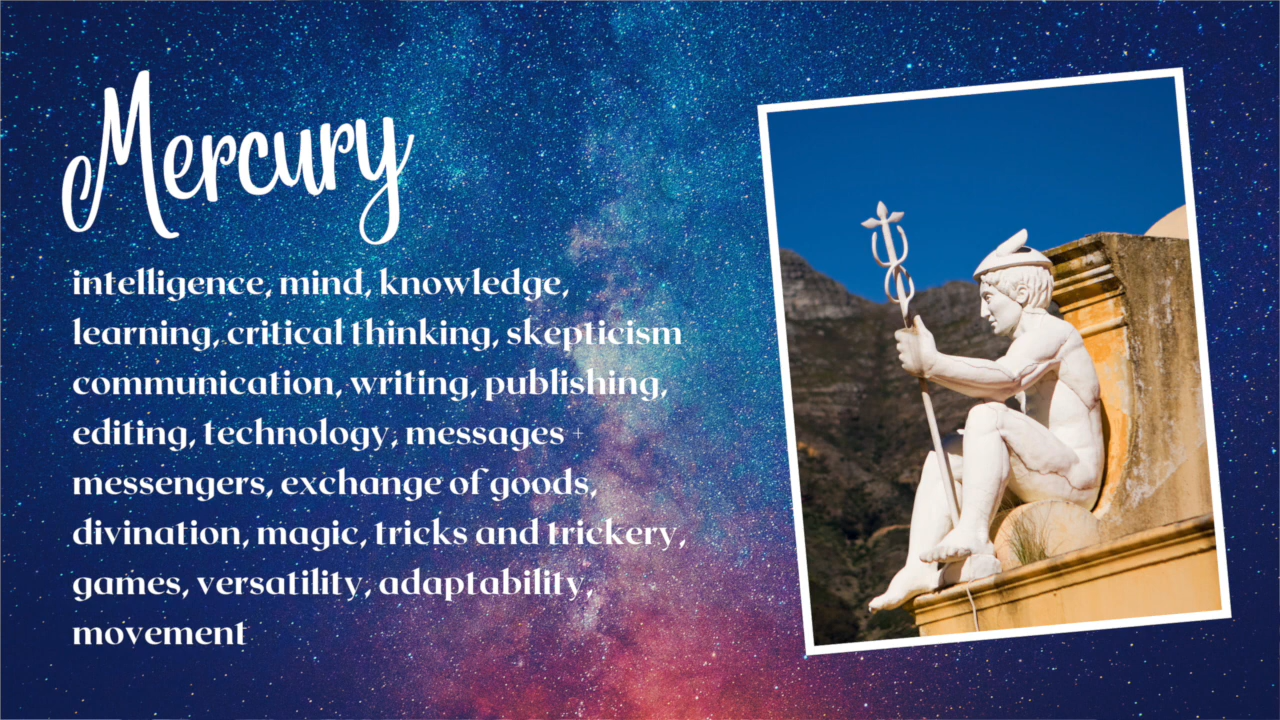 Mercury
intelligence, mind, knowledge,
learning, critical thinking, skepticism
communication, writing, publishing,
editing, technology, messages +
messengers, exchange of goods,
divination, magic, tricks and trickery,
games, versatility, adaptability,
movement